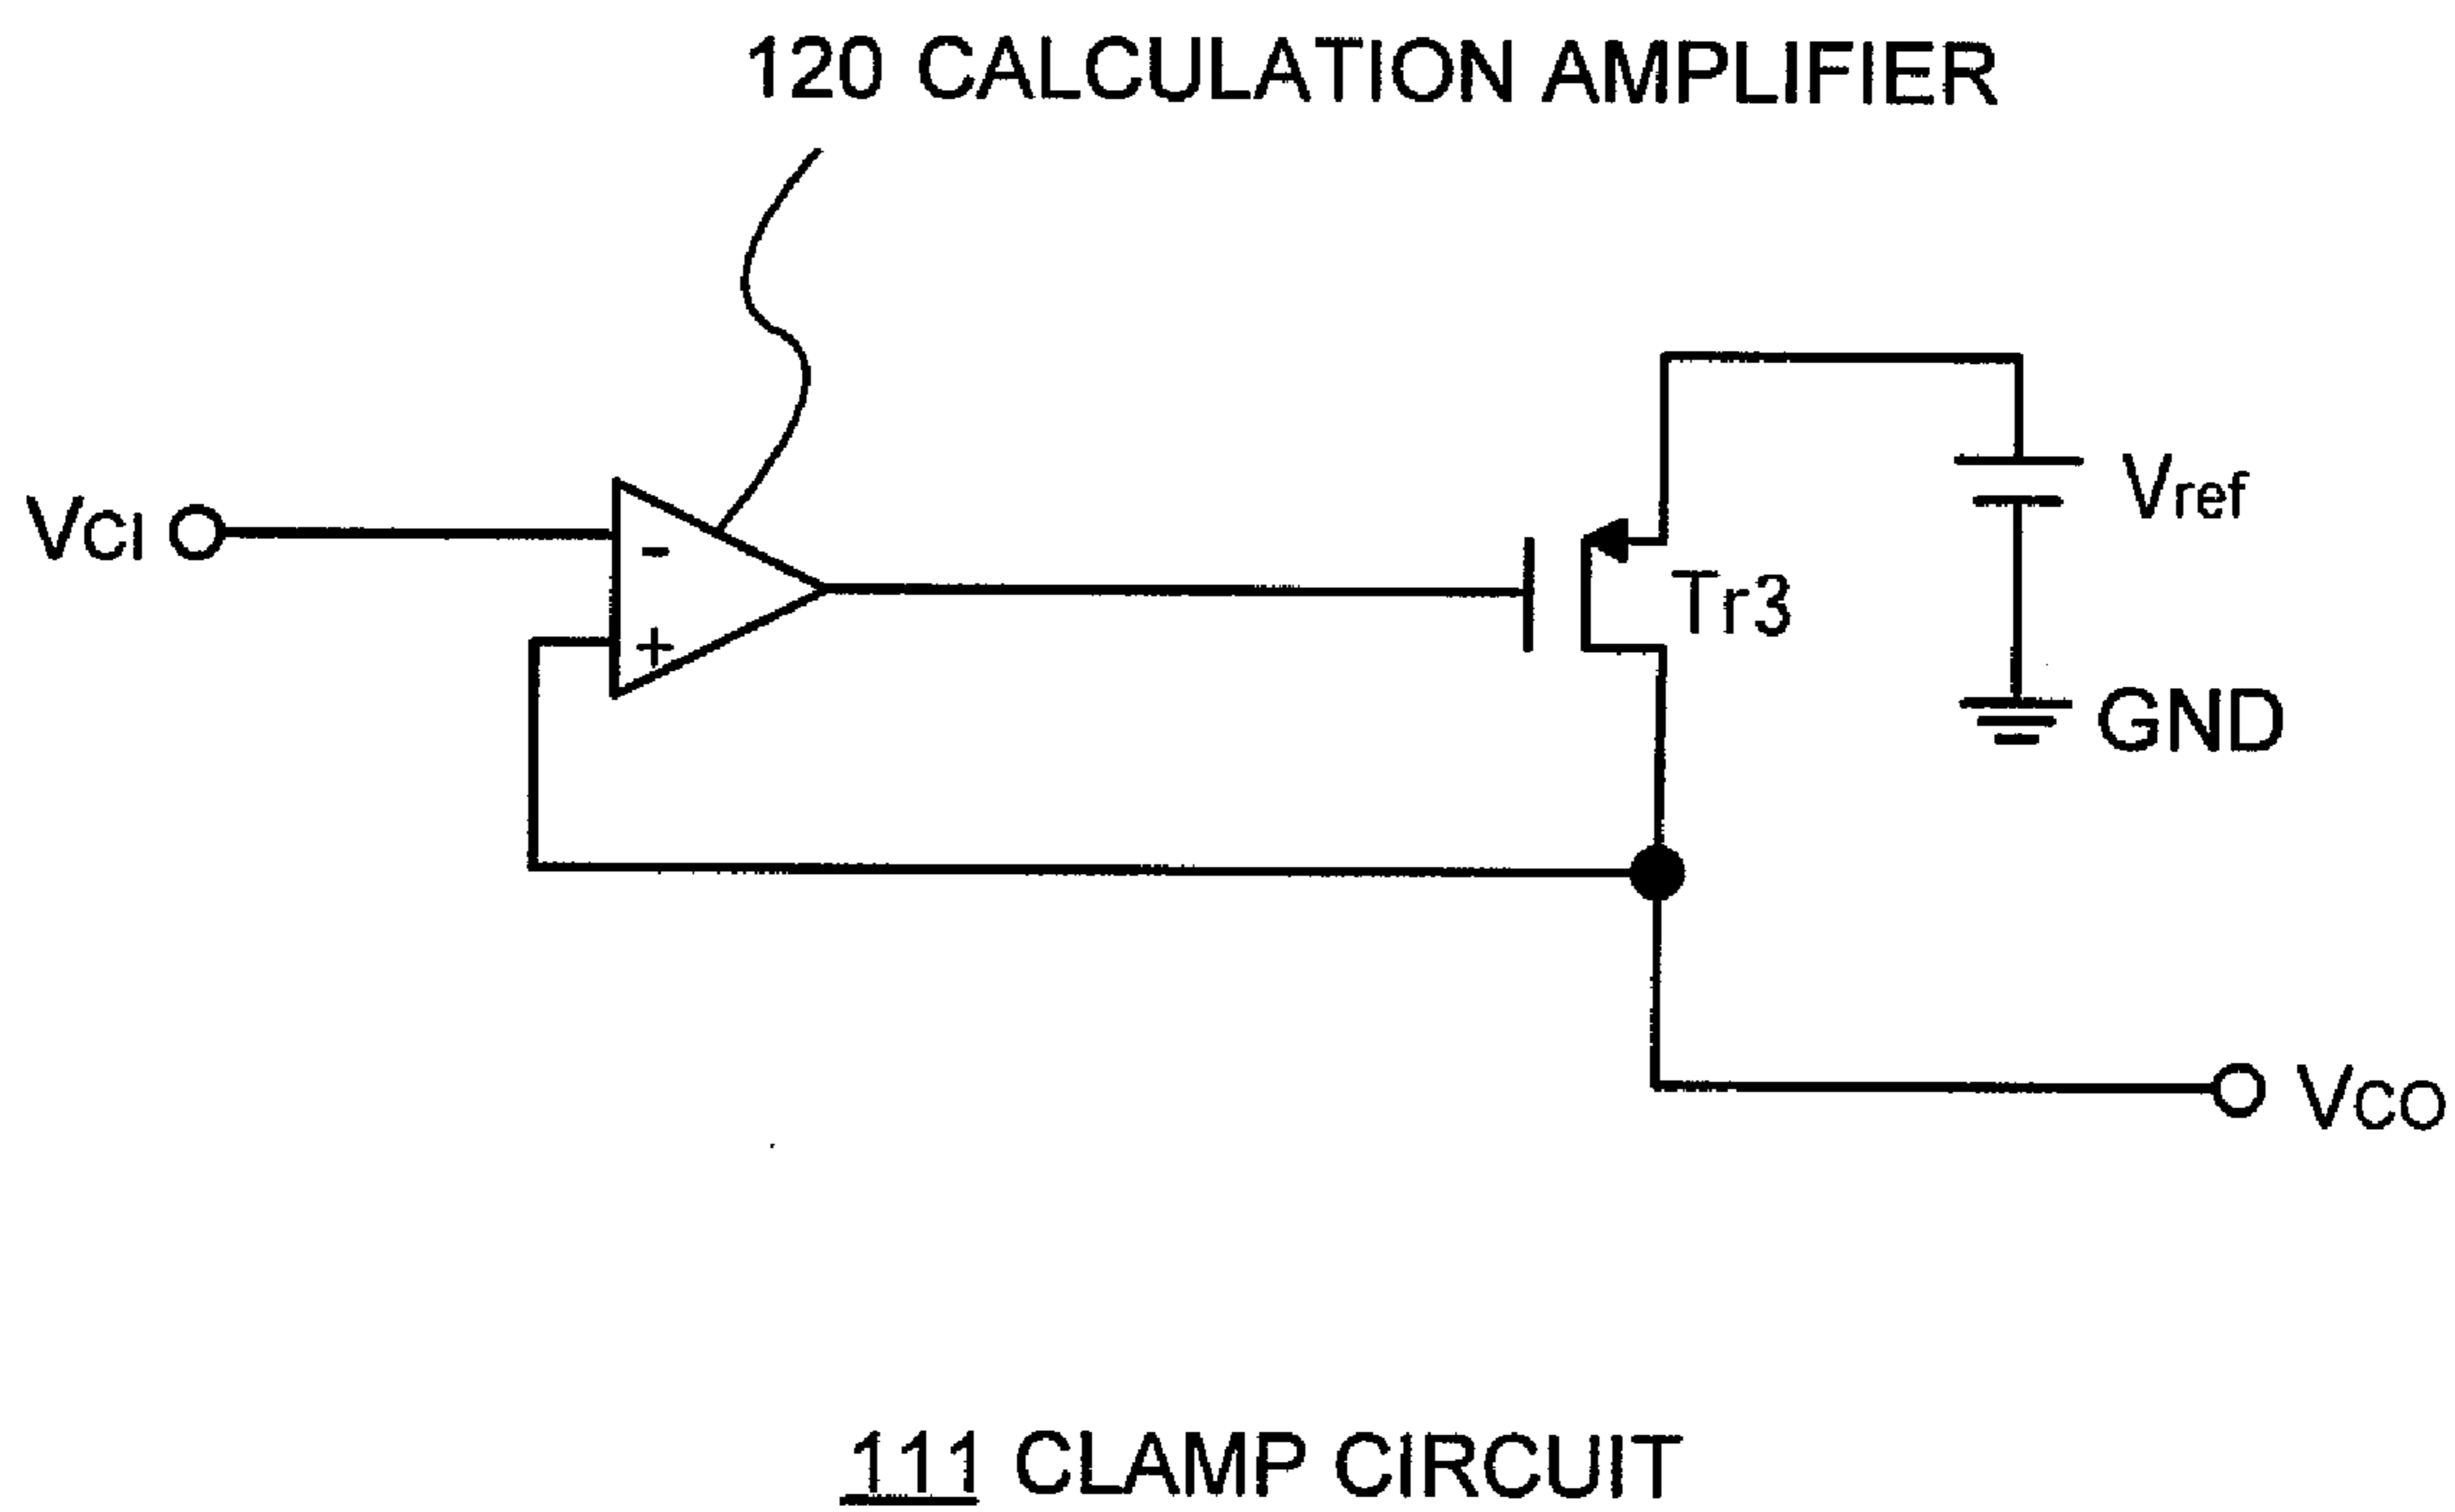 120 CALCULATION AMPLIFIER
VCI
-
+
Tr3
Vref
GND
VCO
111 CLAMP CIRCUIT